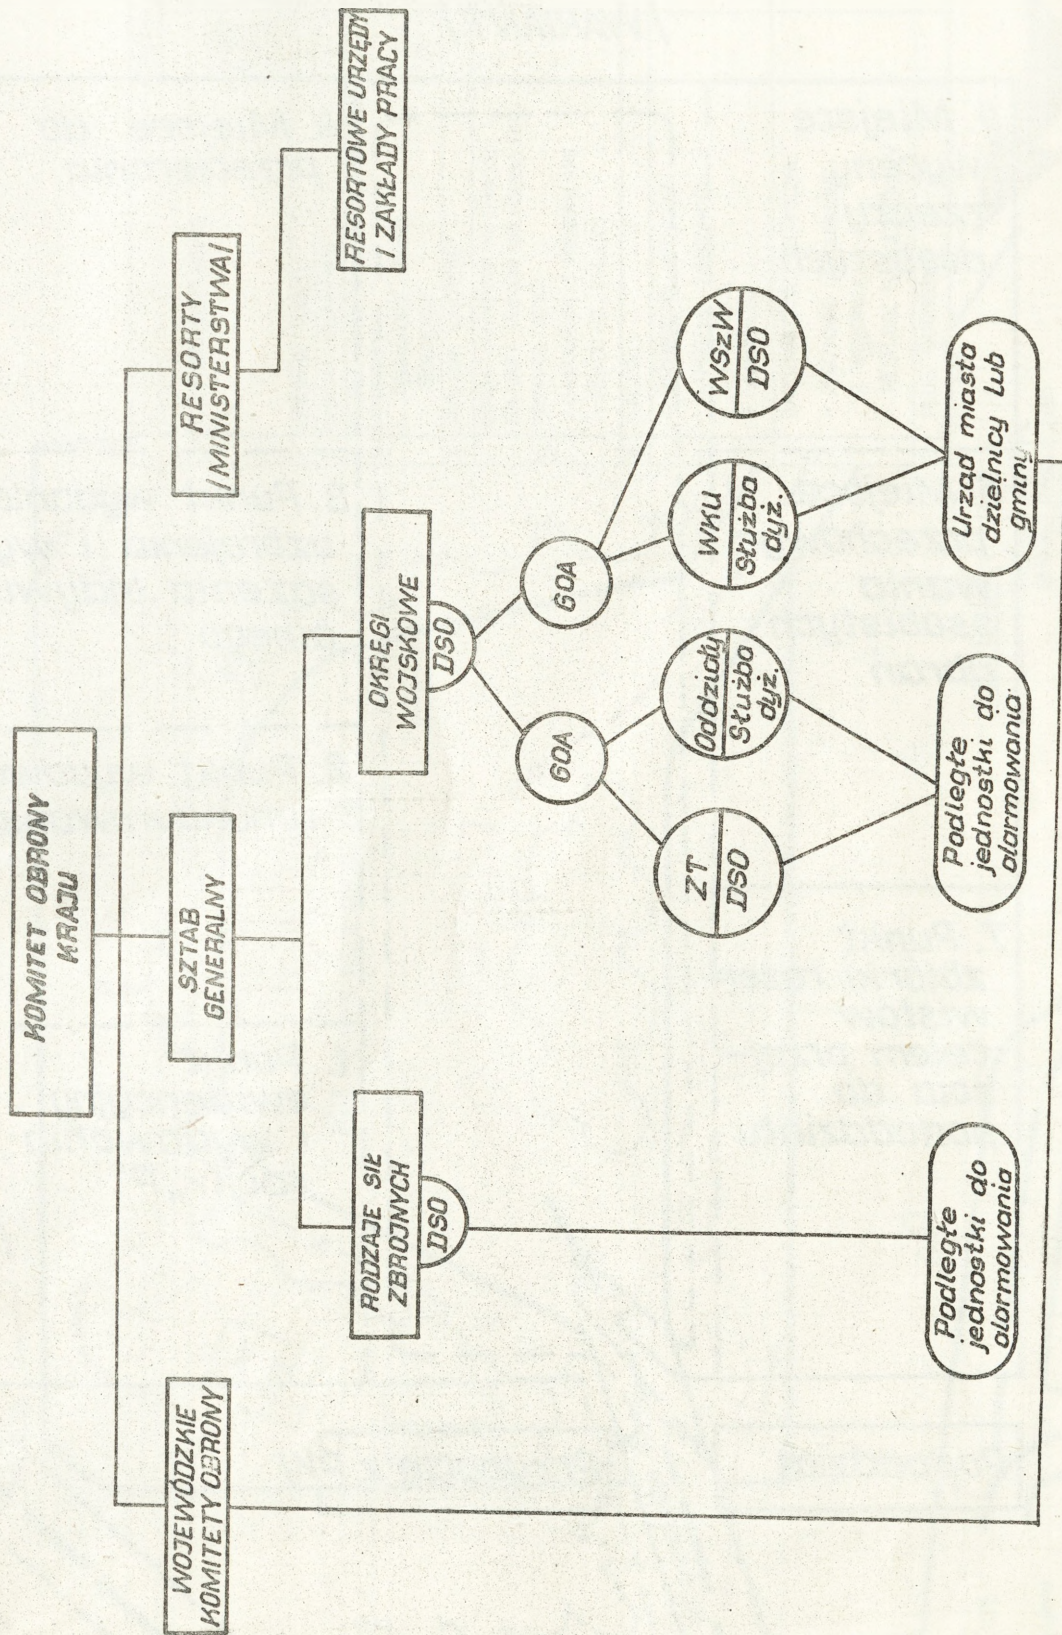 KOMITET OBRONY
KRAJU
WOJEWÓDZKIE
KOMITETY OBRONY
SZTAB
GENERALNY
RESORTY
/MINISTERSTWA/
RODZAJE SIŁ
ZBROJNYCH
DSO
OKRĘGI
WOJSKOWE
DSO
RESORTOWE URZĘDY
I ZAKŁADY PRACY
GOA
GOA
ZT
DSO
Oddziały
Służba
dyż.
WKU
Służba
dyż.
WSzW
DSO
Podległe
jednostki do
alarmowania
Podległe
jednostki do
alarmowania
Urząd miasta
dzielnicy lub
gminy